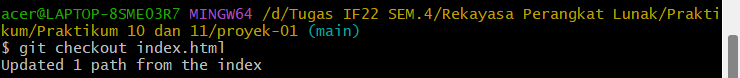 acer@LAPTOP-8SME03R7 MINGW64 /d/Tugas IF22 SEM.4/Rekayasa Perangkat Lunak/Prakti
kum/Praktikum 10 dan 11/proyek-01 (main)
$ git checkout index.html
Updated 1 path from the index